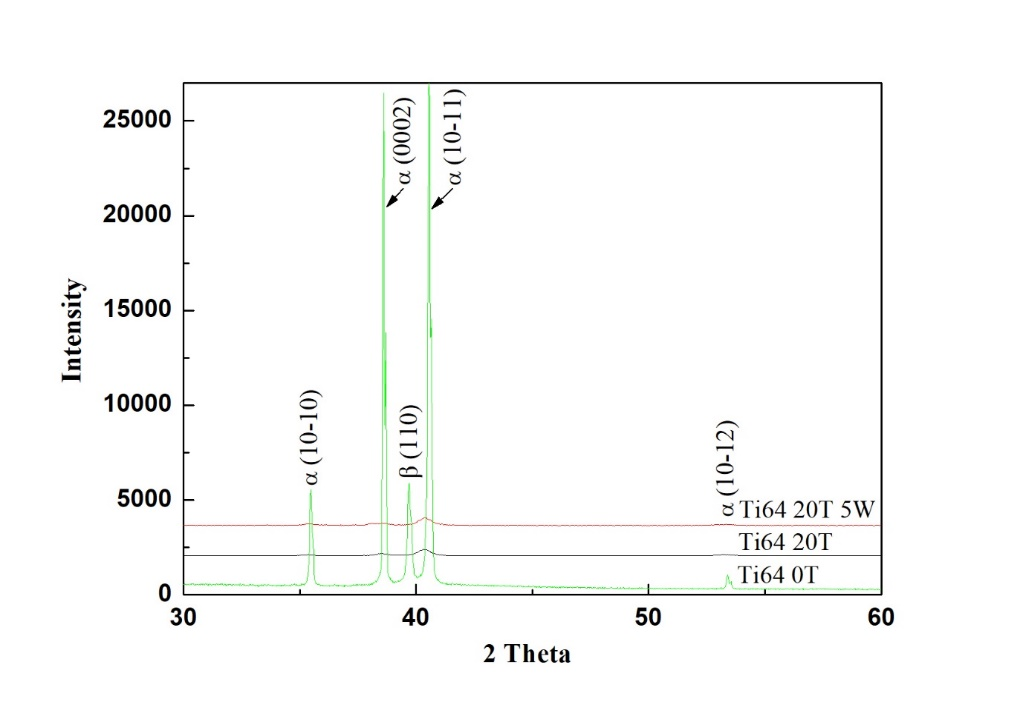 25000
20000
15000
10000
5000
0
Intensity
α (10-10)
α (0002)
β (110)
α (10-11)
α (10-12)
Ti64 20T 5W
Ti64 20T
Ti64 0T
30
40
50
60
2 Theta